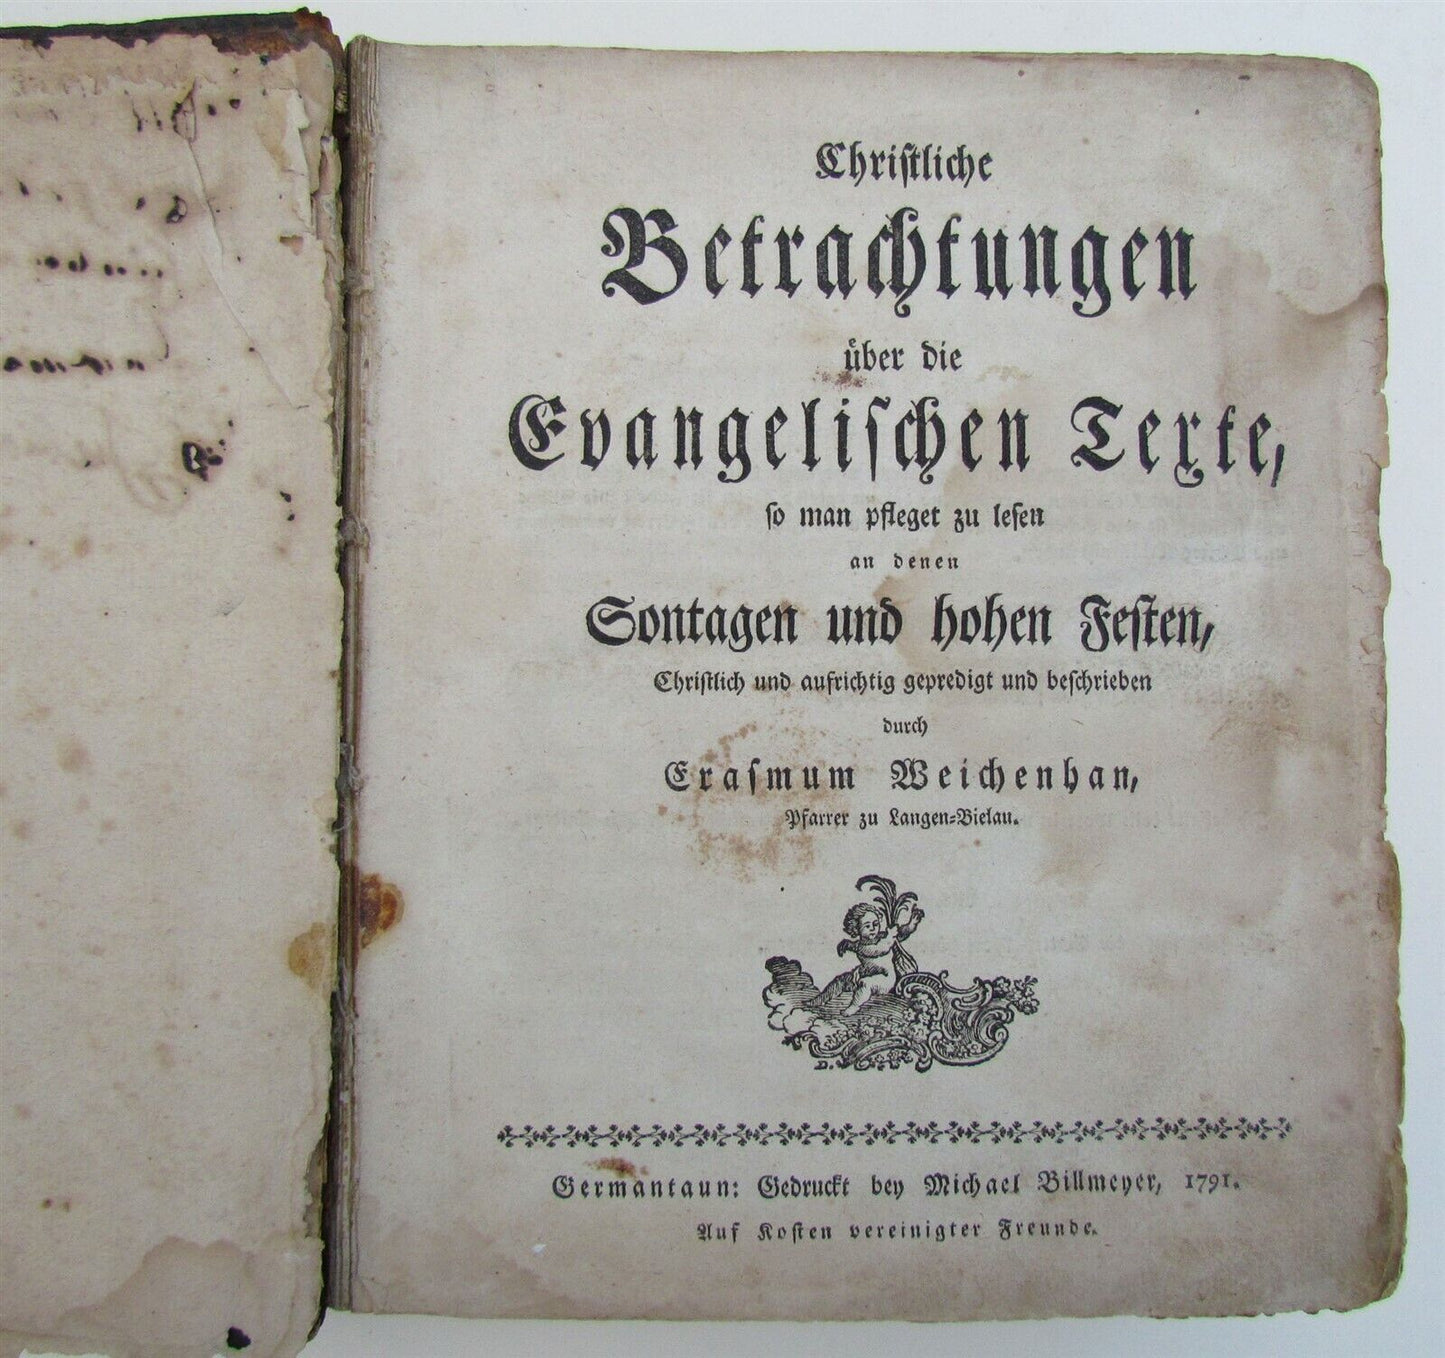 Christliche
Betrachtungen
über die
Evangelischen Texte,
so man pfleget zu lesen
an denen
Sontagen und hohen Festen,
Christlich und aufrichtig gepredigt und beschrieben
durch
Erasmum Weichenhan,
Pfarrer zu Langen-Bielau.
Germantaun: Gedruckt bey Michael Billmeyer, 1791.
Auf Kosten vereinigter Freunde.